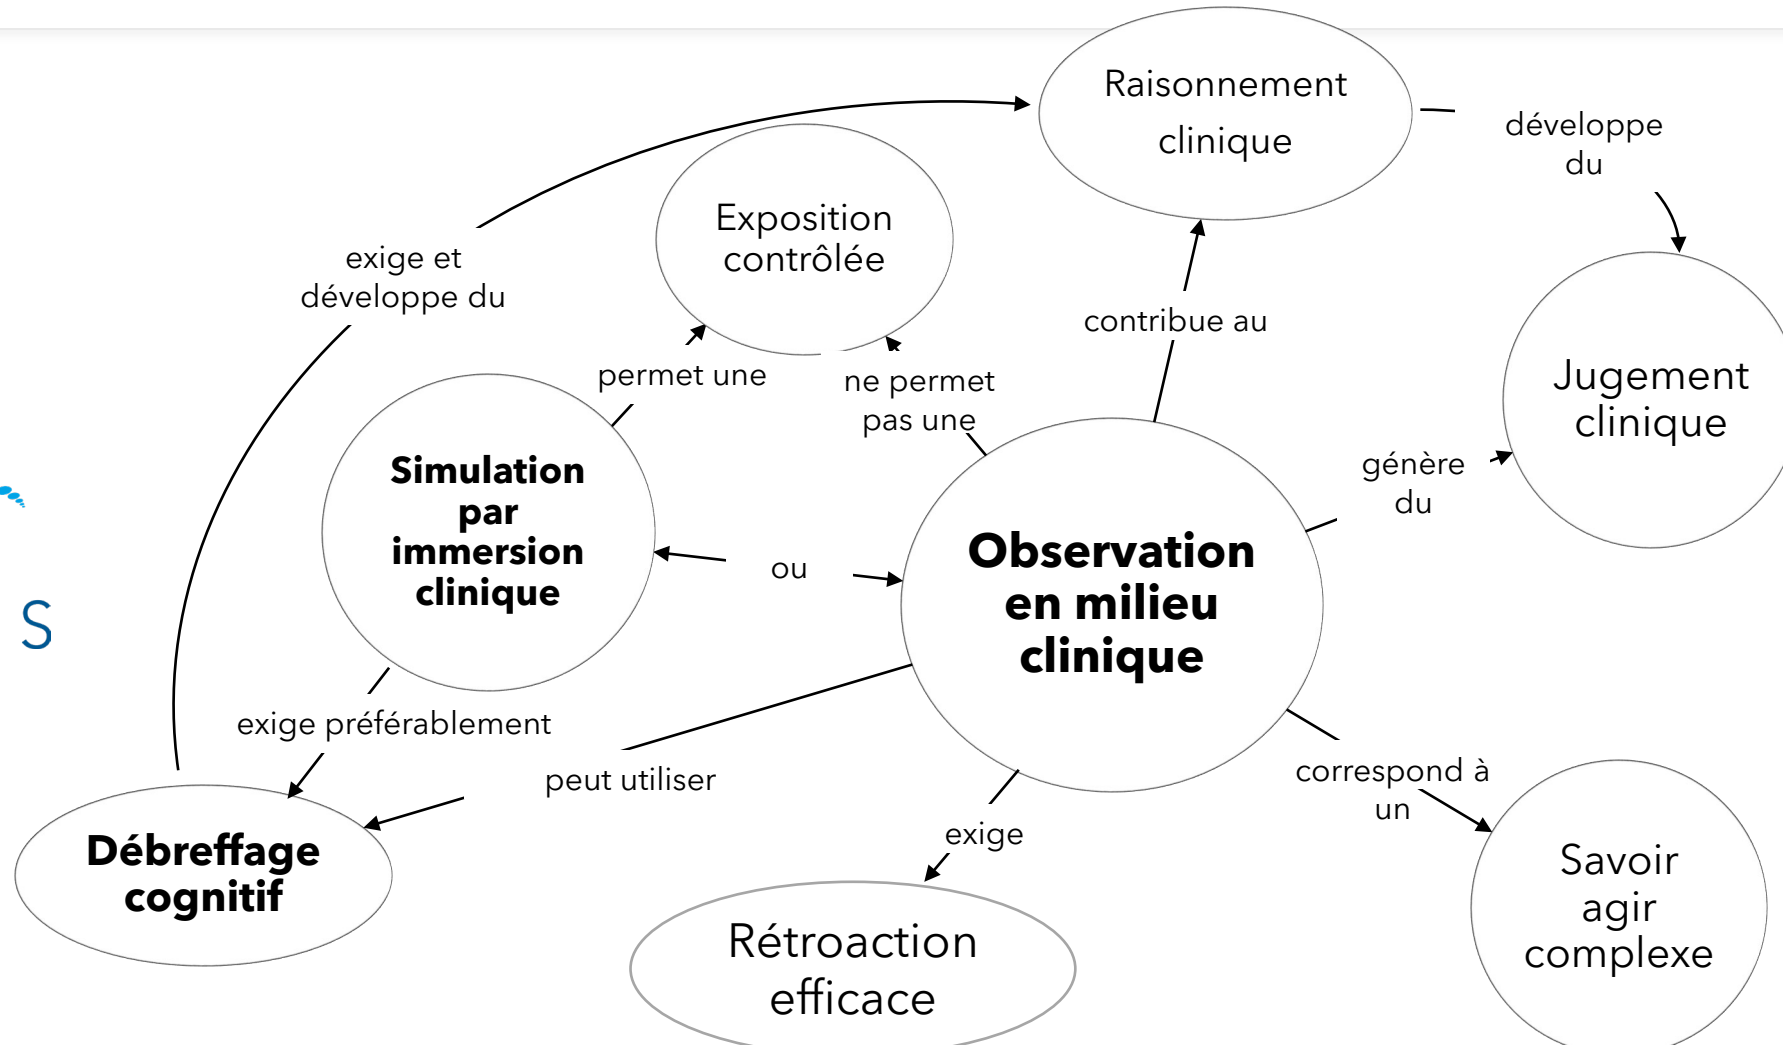 Raisonnement
clinique
développe
du
Exposition
contrôlée
exige et
développe du
contribue au
permet une
ne permet
pas une
Jugement
clinique
génère
du
Simulation
par
immersion
clinique
ou
Observation
en milieu
clinique
S
exige préférablement
peut utiliser
correspond à
un
exige
Débreffage
cognitif
Savoir
agir
complexe
Rétroaction
efficace